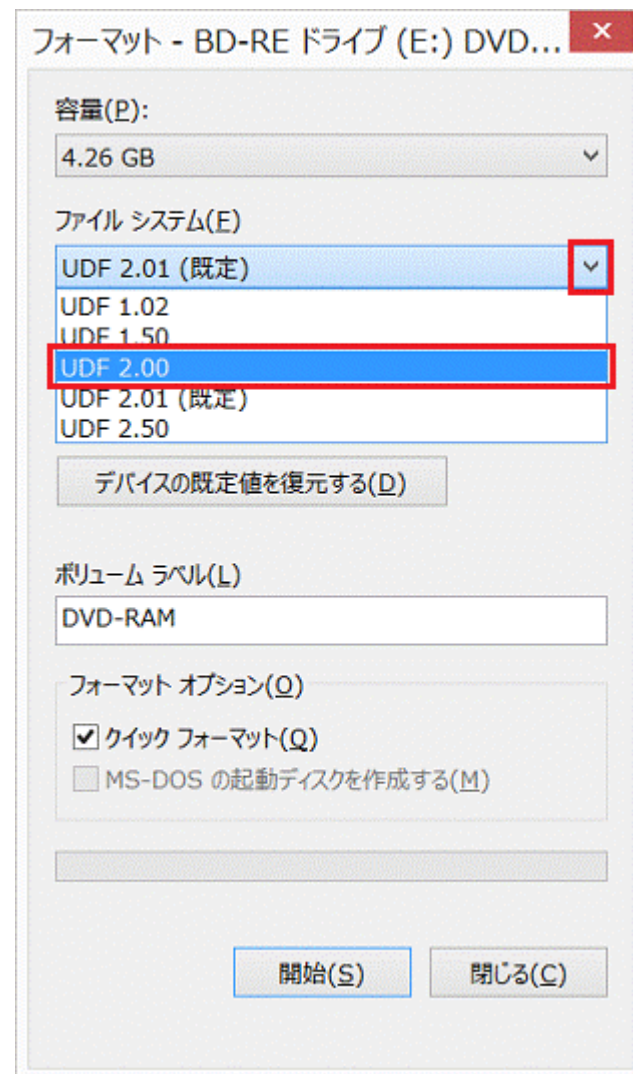 フォーマット - BD-RE ドライブ (E:) DVD...
容量(P):
4.26 GB
ファイル システム(F)
UDF 2.01 (既定)
UDF 1.02
UDF 1.50
UDF 2.00
UDF 2.01 (既定)
UDF 2.50
デバイスの既定値を復元する(D)
ボリューム ラベル(L)
DVD-RAM
フォーマット オプション(O)
クイック フォーマット(Q)
MS-DOS の起動ディスクを作成する(M)
開始(S) 閉じる(C)